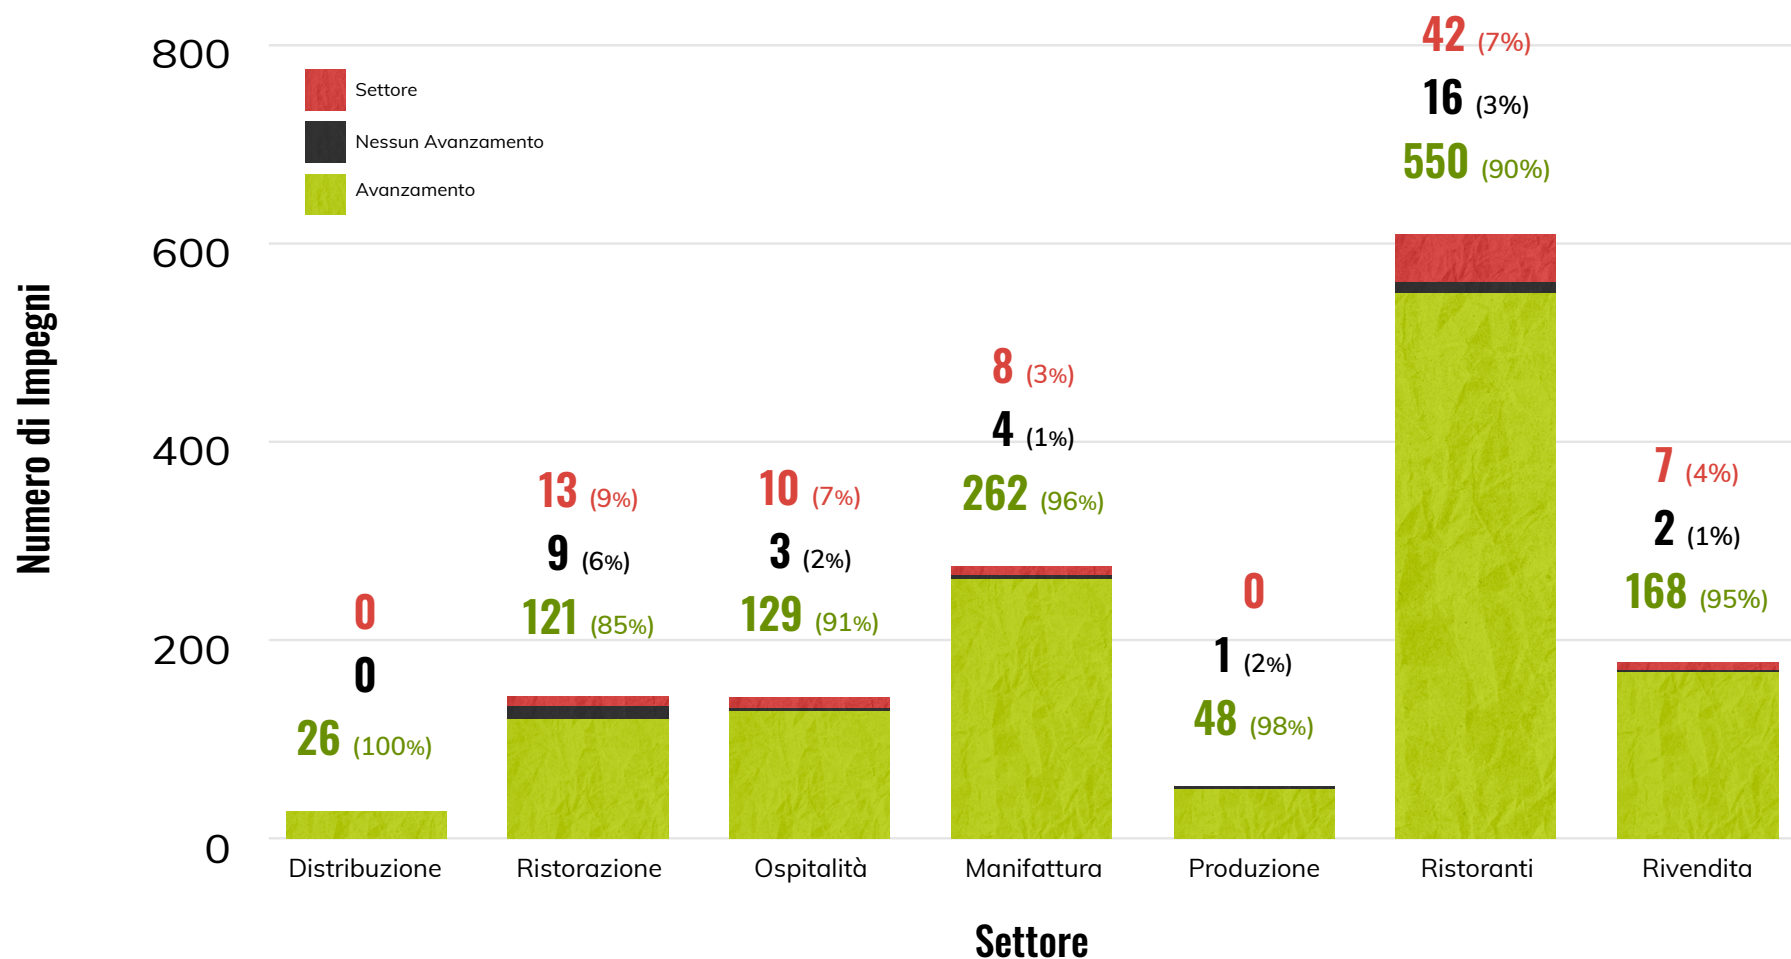 800
600
400
200
0
Numero di Impegni
Settore
Nessun Avanzamento
Avanzamento
0
0
26 (100%)
13 (9%)
9 (6%)
121 (85%)
10 (7%)
3 (2%)
129 (91%)
8 (3%)
4 (1%)
262 (96%)
0
1 (2%)
48 (98%)
42 (7%)
16 (3%)
550 (90%)
7 (4%)
2 (1%)
168 (95%)
Distribuzione
Ristorazione
Ospitalità
Manifattura
Produzione
Ristoranti
Rivendita
Settore